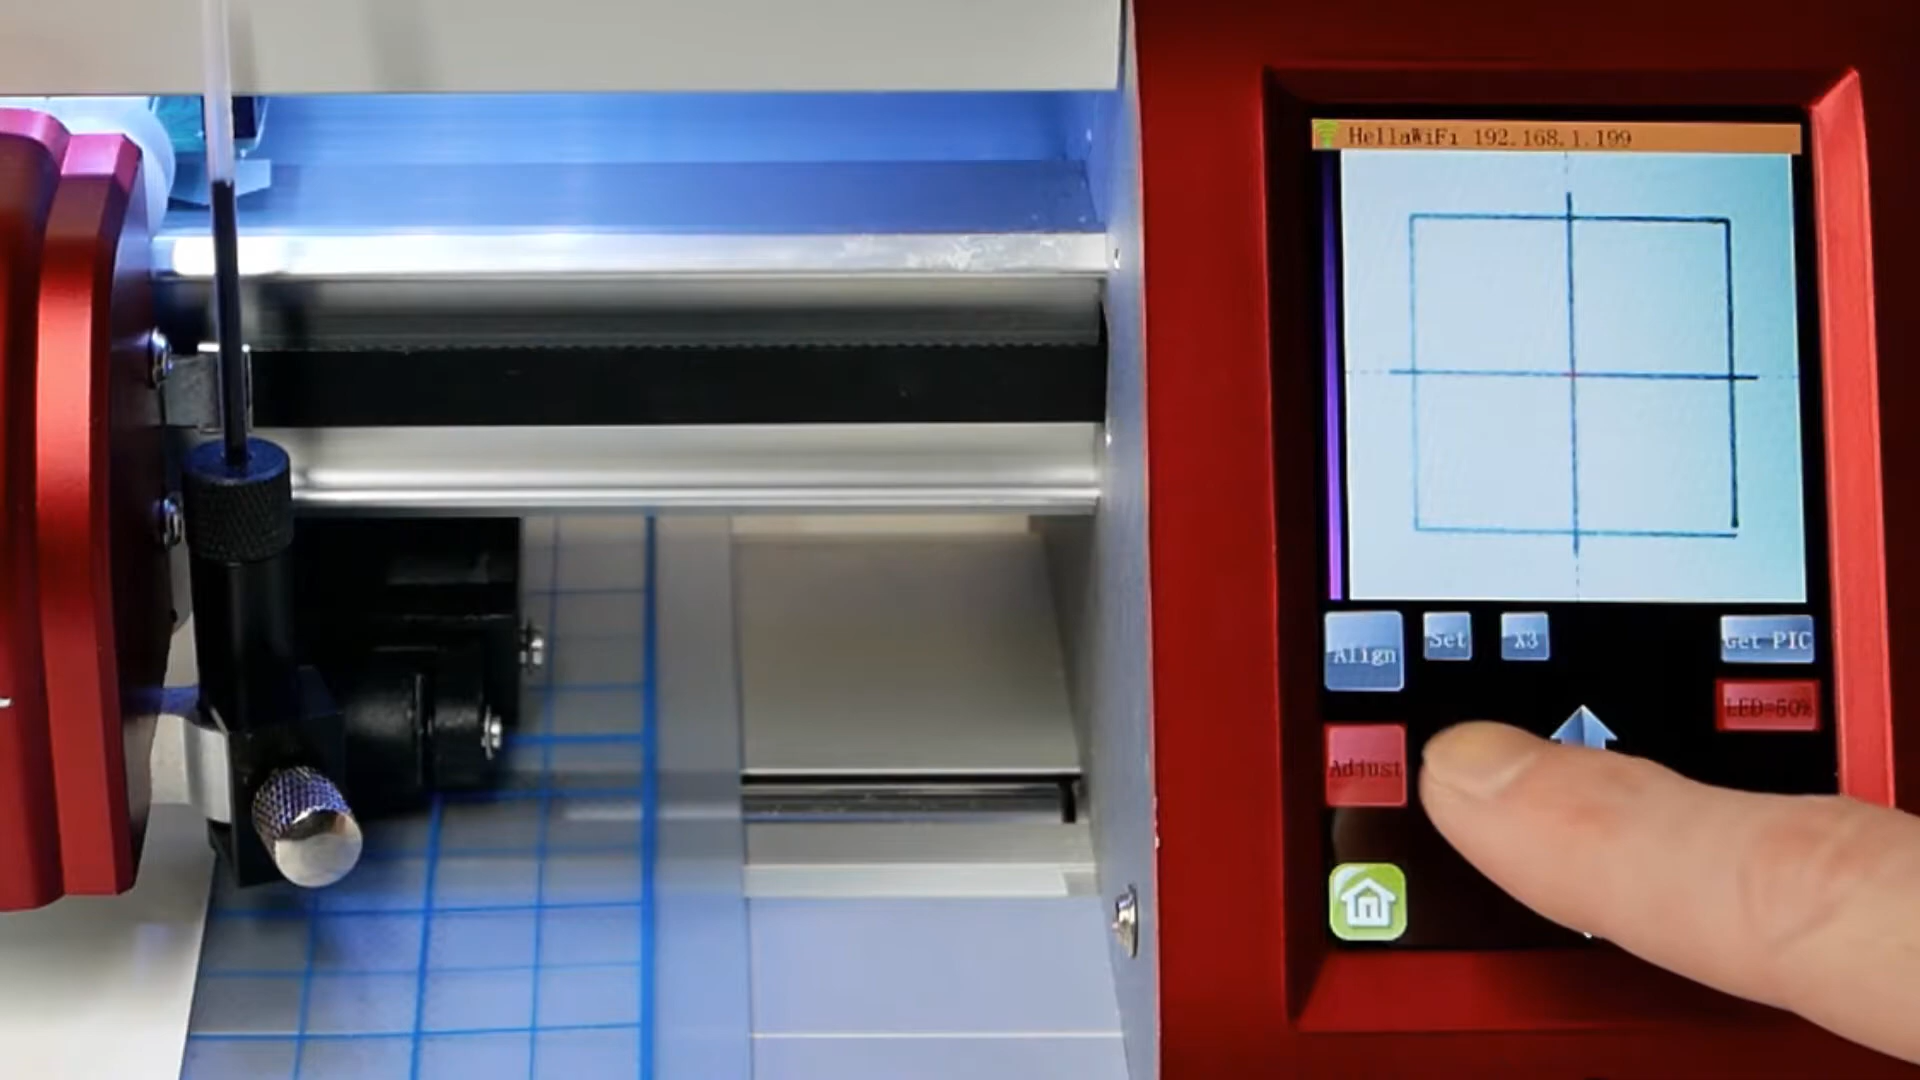 HellaWiFi 192.168.1.199
Align
Set
X3
Get PIC
LED=50%
Adjust